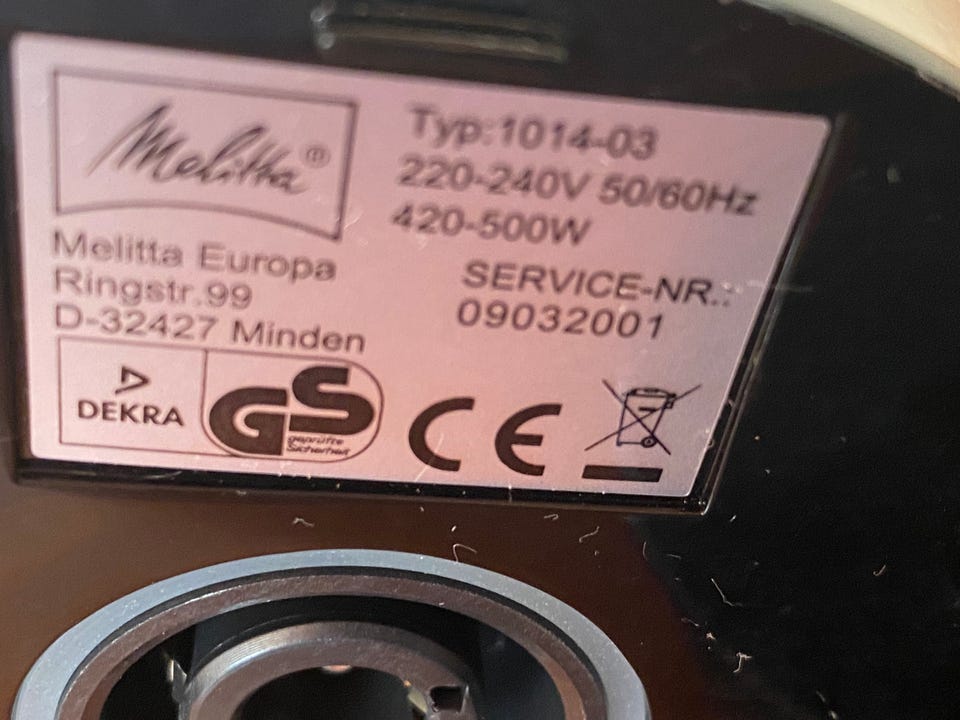 Melitta®
Melitta Europa
Ringstr.99
D-32427 Minden
Typ:1014-03
220-240V 50/60Hz
420-500W
SERVICE-NR.:
09032001
DEKRA
GS
geprüfte
Sicherheit
CE